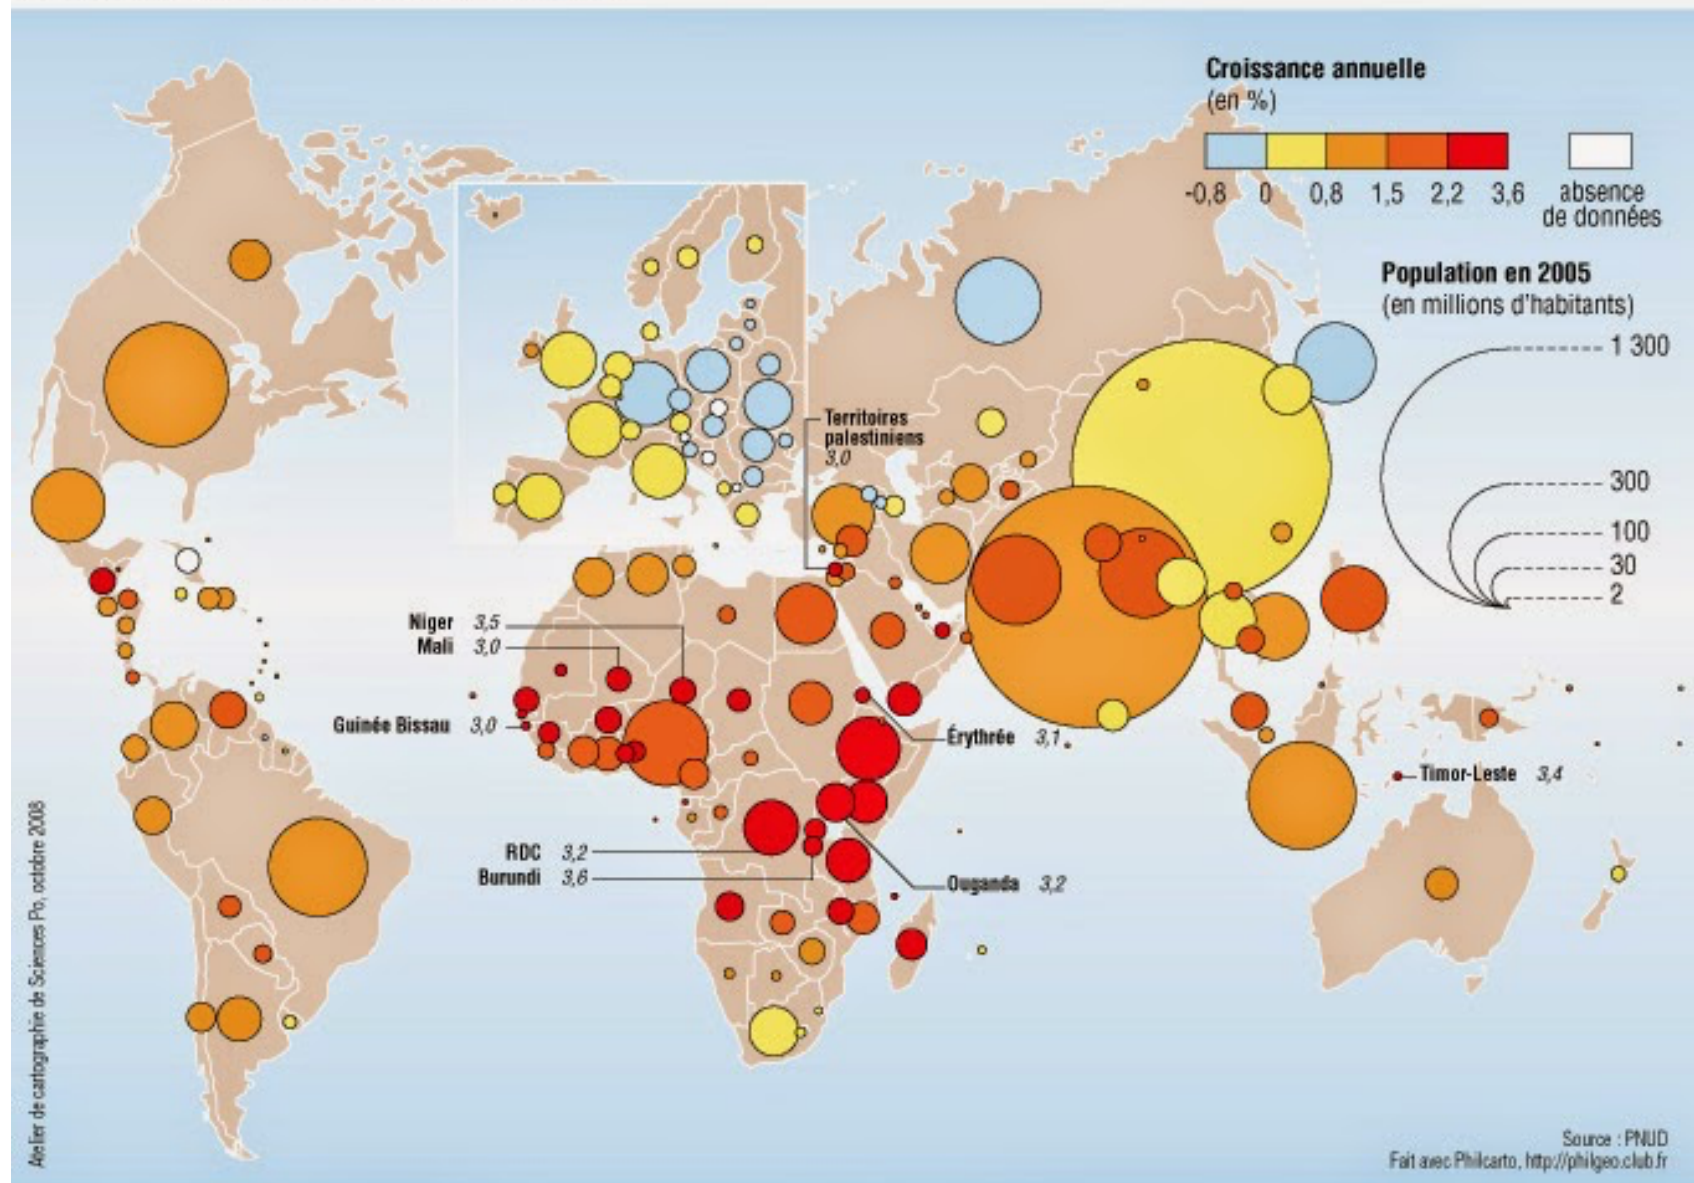 Croissance annuelle
(en %)
-0,8 0 0,8 1,5 2,2 3,6
absence
de données
Population en 2005
(en millions d'habitants)
1 300
300
100
30
2
Territoires
palestiniens
3,0
Niger 3,5
Mali 3,0
Guinée Bissau 3,0
Érythrée 3,1
Timor-Leste 3,4
RDC 3,2
Burundi 3,6
Ouganda 3,2
Atelier de cartographie de Sciences Po, octobre 2008
Source : PNUD
Fait avec Philcarto, http://philgeo.club.fr